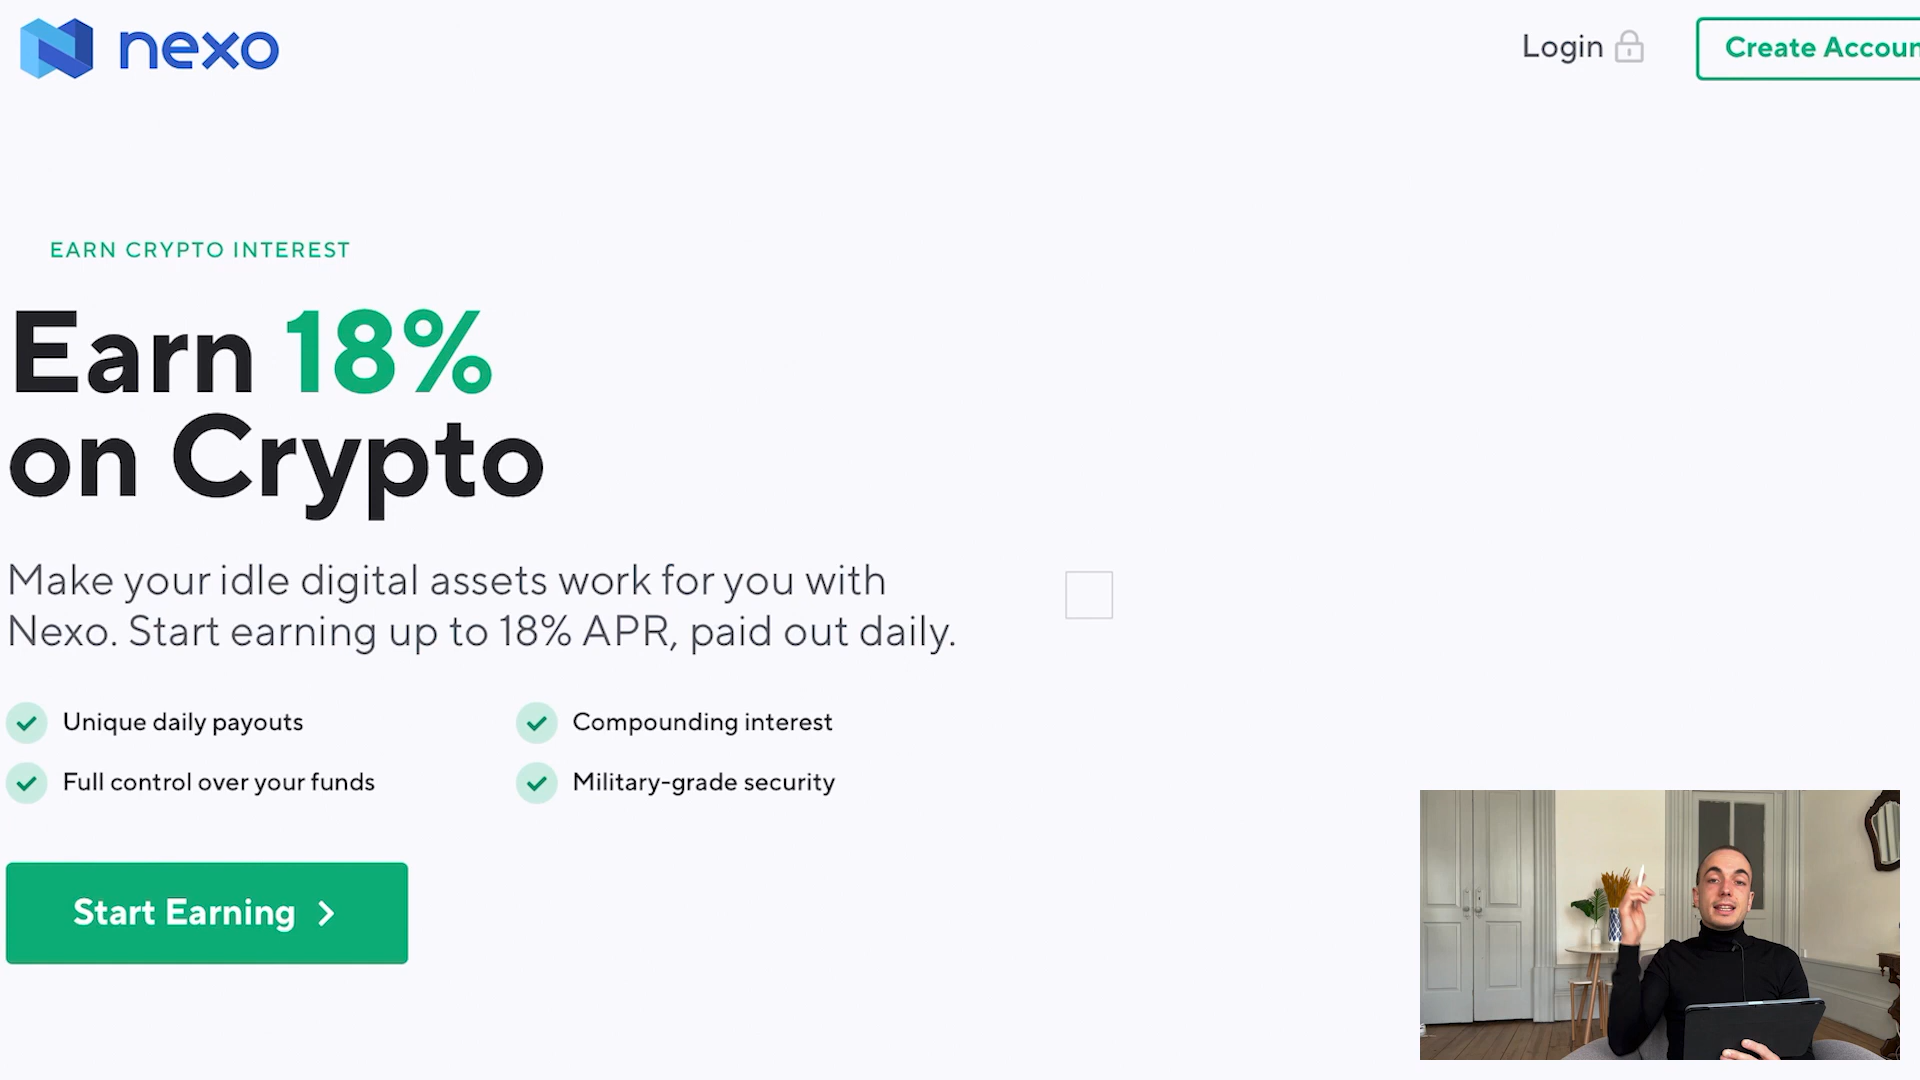 nexo
Login
Create Accoun
EARN CRYPTO INTEREST
Earn 18%
on Crypto
Make your idle digital assets work for you with
Nexo. Start earning up to 18% APR, paid out daily.
Unique daily payouts
Compounding interest
Full control over your funds
Military-grade security
Start Earning